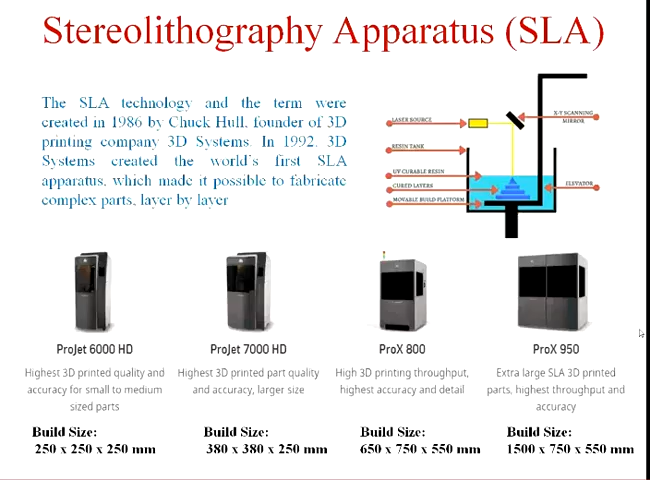 Stereolithography Apparatus (SLA)
The SLA technology and the term were
created in 1986 by Chuck Hull, founder of 3D
printing company 3D Systems. In 1992, 3D
Systems created the world's first SLA
apparatus, which made it possible to fabricate
complex parts, layer by layer
LASER SOURCE
X-Y SCANNING
MIRROR
RESIN TANK
UV CURABLE RESIN
CURED LAYERS
ELEVATOR
MOVABLE BUILD PLATFORM
ProJet 6000 HD
Highest 3D printed quality and
accuracy for small to medium
sized parts
Build Size:
250 x 250 x 250 mm
ProJet 7000 HD
Highest 3D printed part quality
and accuracy, larger size
Build Size:
380 x 380 x 250 mm
ProX 800
High 3D printing throughput,
highest accuracy and detail
Build Size:
650 x 750 x 550 mm
ProX 950
Extra large SLA 3D printed
parts, highest throughput and
accuracy
Build Size:
1500 x 750 x 550 mm